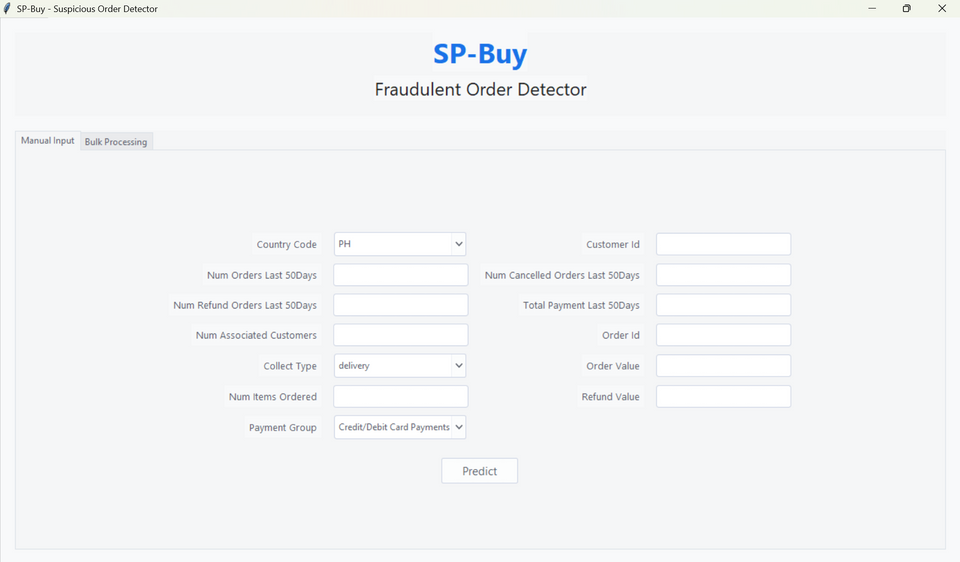 SP-Buy - Suspicious Order Detector
SP-Buy
Fraudulent Order Detector
Manual Input Bulk Processing
Country Code PH Customer Id
Num Orders Last 50Days Num Cancelled Orders Last 50Days
Num Refund Orders Last 50Days Total Payment Last 50Days
Num Associated Customers Order Id
Collect Type delivery Order Value
Num Items Ordered Refund Value
Payment Group Credit/Debit Card Payments
Predict